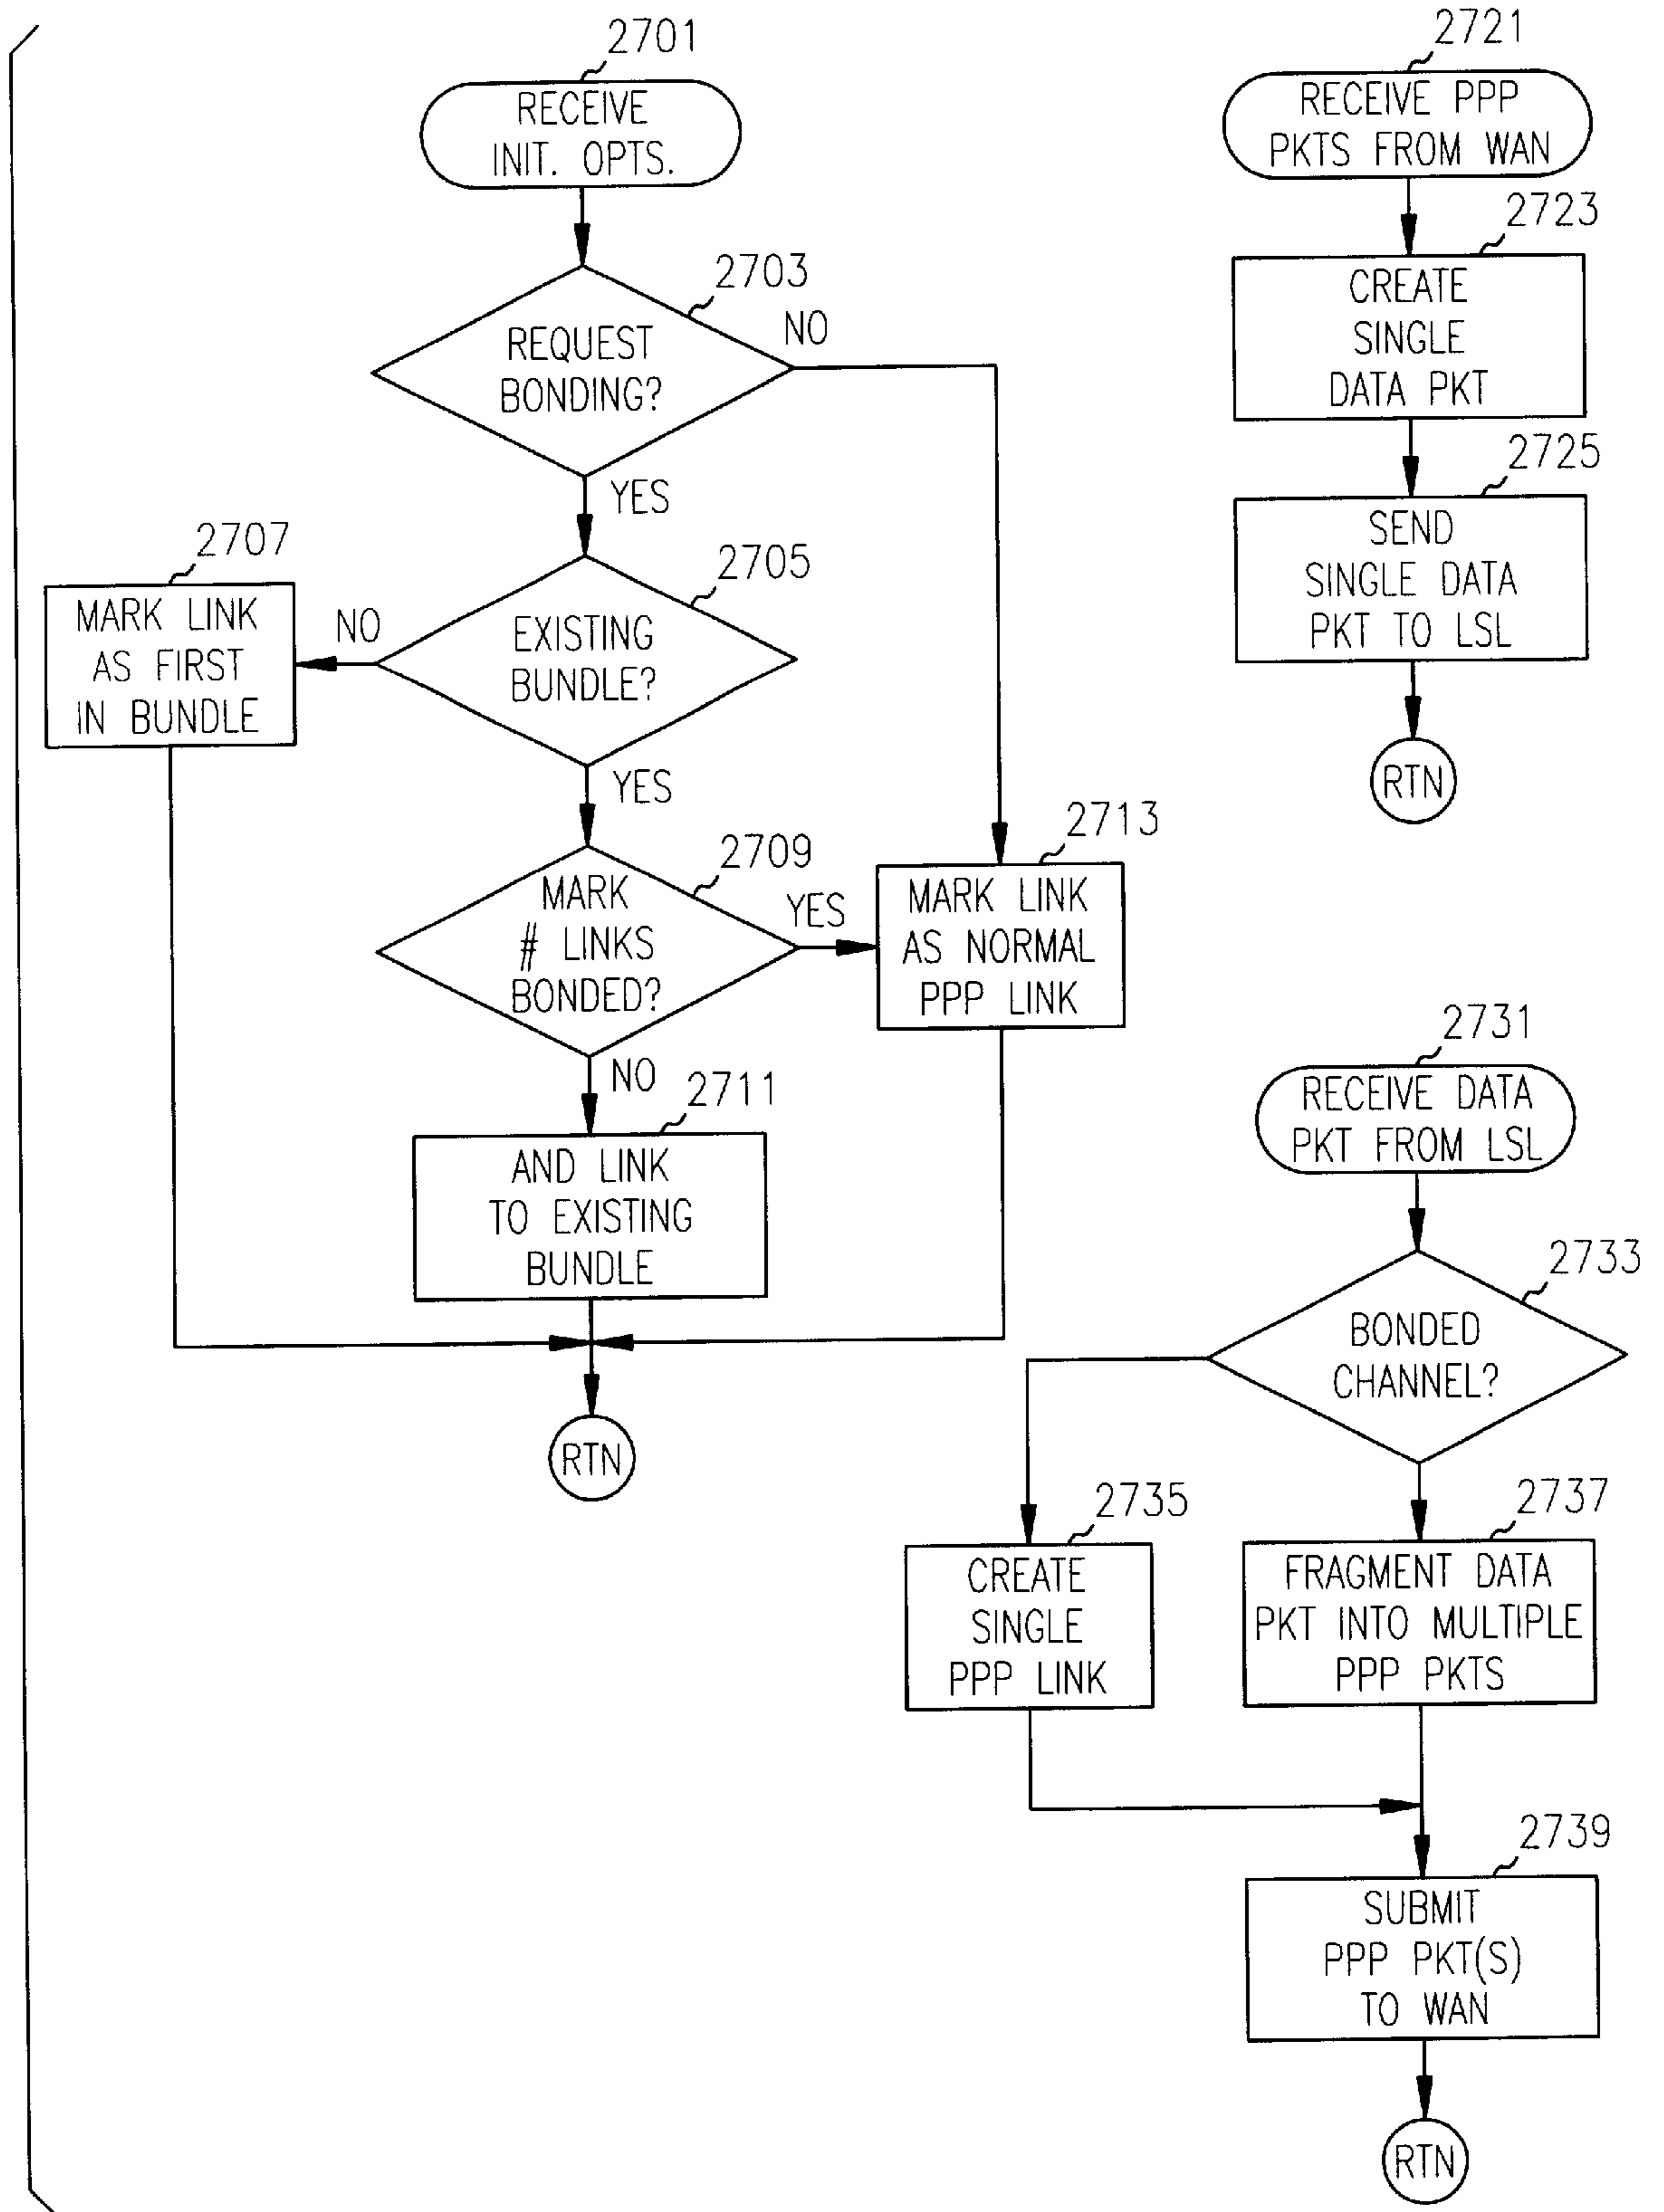 2701
RECEIVE
INIT. OPTS.
2703
REQUEST
BONDING?
NO
YES
2705
EXISTING
BUNDLE?
NO
2707
MARK LINK
AS FIRST
IN BUNDLE
YES
2709
MARK
# LINKS
BONDED?
YES
2713
MARK LINK
AS NORMAL
PPP LINK
NO
2711
AND LINK
TO EXISTING
BUNDLE
RTN
2721
RECEIVE PPP
PKTS FROM WAN
2723
CREATE
SINGLE
DATA PKT
2725
SEND
SINGLE DATA
PKT TO LSL
RTN
2731
RECEIVE DATA
PKT FROM LSL
2733
BONDED
CHANNEL?
2735
CREATE
SINGLE
PPP LINK
2737
FRAGMENT DATA
PKT INTO MULTIPLE
PPP PKTS
2739
SUBMIT
PPP PKT(S)
TO WAN
RTN